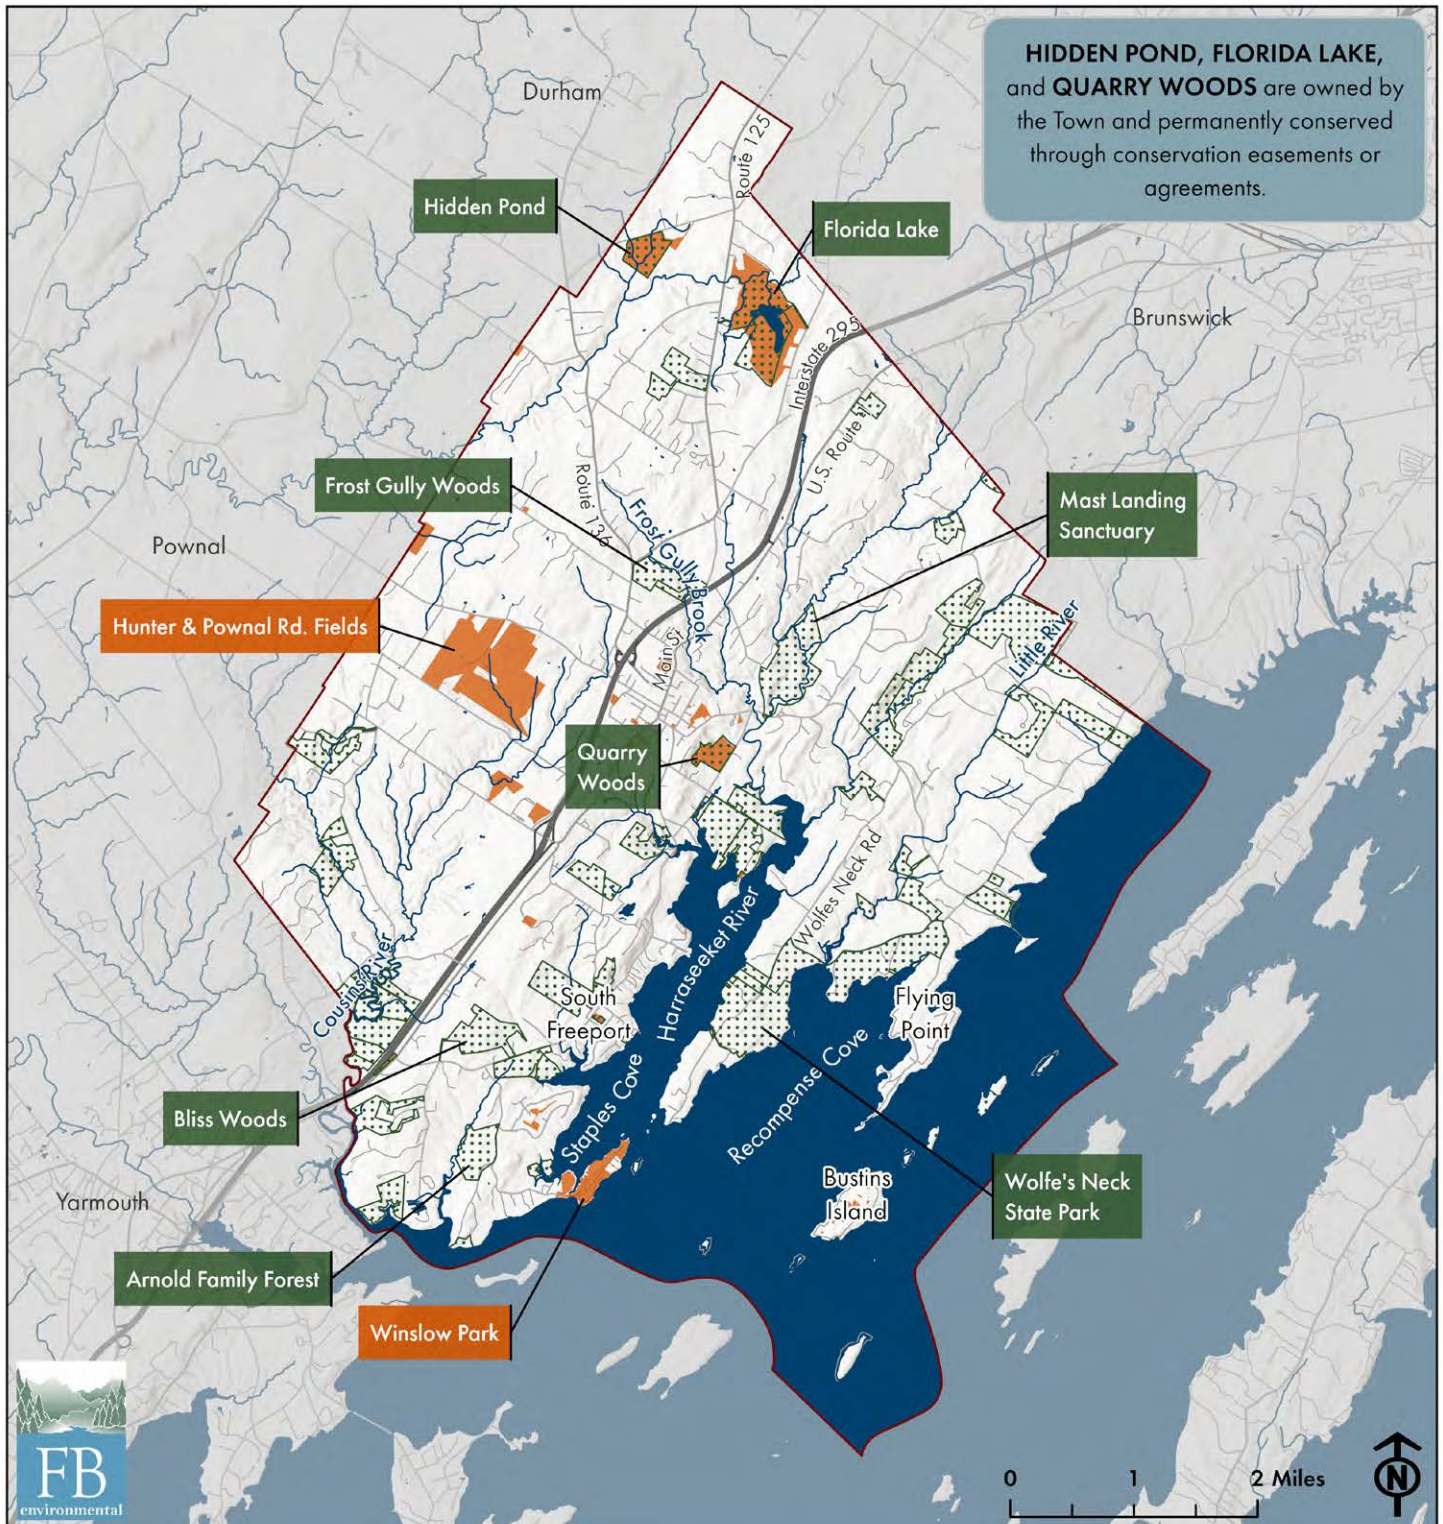 HIDDEN POND, FLORIDA LAKE,
and QUARRY WOODS are owned by
the Town and permanently conserved
through conservation easements or
agreements.
Durham
Route 125
Hidden Pond
Florida Lake
Brunswick
Interstate 295
U.S. Route 1
Frost Gully Woods
Route 136
Frost Gully Brook
Mast Landing
Sanctuary
Pownal
Hunter & Pownal Rd. Fields
Main St
Little River
Quarry
Woods
Wolfes Neck Rd
Harraseeket River
Cousins River
South
Freeport
Flying
Point
Staples Cove
Recompense Cove
Bliss Woods
Yarmouth
Bustins
Island
Wolfe's Neck
State Park
Arnold Family Forest
Winslow Park
FB
environmental
0 1 2 Miles
N